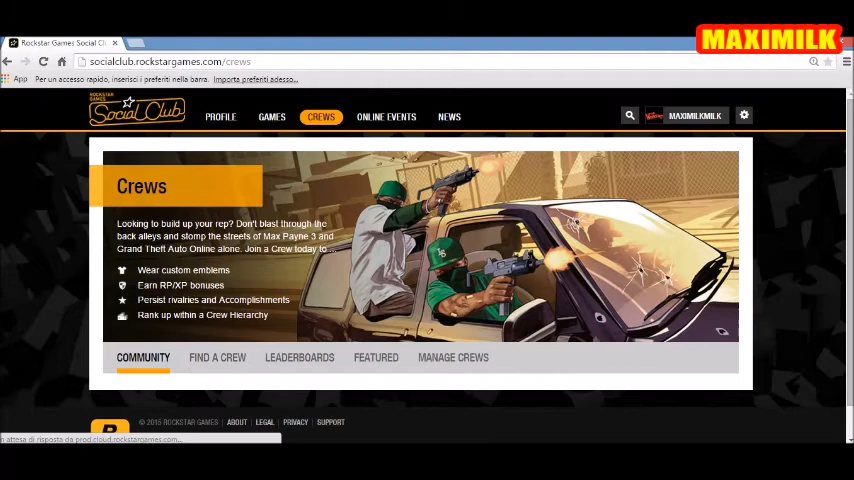 MAXIMILK
Rockstar Games Social Clu
socialclub.rockstargames.com/crews
App Per un accesso rapido, inserisci i preferiti nella barra. Importa preferiti adesso...
ROCKSTAR GAMES
Social Club
PROFILE GAMES CREWS ONLINE EVENTS NEWS MAXIMILKMILK
Crews
Looking to build up your rep? Don't blast through the
back alleys and stomp the streets of Max Payne 3 and
Grand Theft Auto Online alone. Join a Crew today to ...
Wear custom emblems
Earn RP/XP bonuses
Persist rivalries and Accomplishments
Rank up within a Crew Hierarchy
COMMUNITY FIND A CREW LEADERBOARDS FEATURED MANAGE CREWS
© 2015 ROCKSTAR GAMES | ABOUT | LEGAL | PRIVACY | SUPPORT
R
n attesa di risposta da prod.cloud.rockstargames.com...